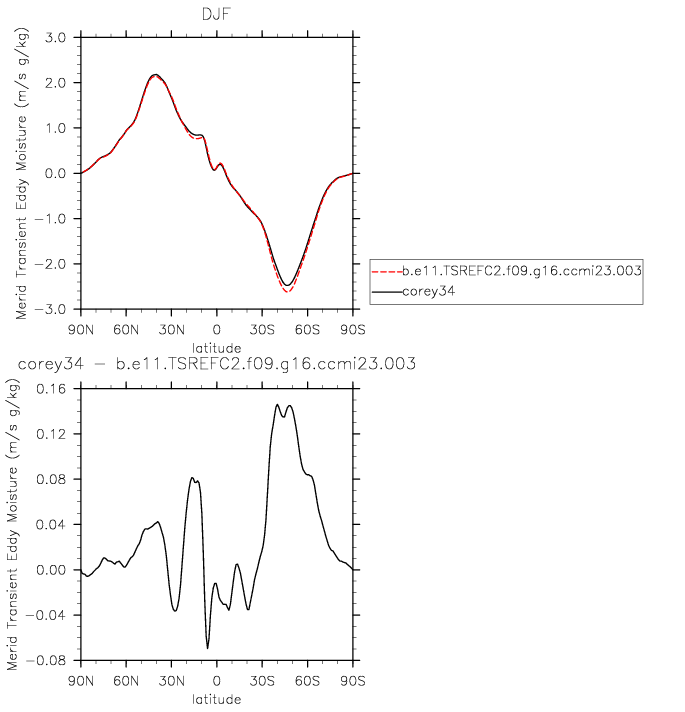 DJF
Merid Transient Eddy Moisture (m/s g/kg)
3.0
2.0
1.0
0.0
−1.0
−2.0
−3.0
90N 60N 30N 0 30S 60S 90S
latitude
b.e11.TSREFC2.f09.g16.ccmi23.003
corey34
corey34 − b.e11.TSREFC2.f09.g16.ccmi23.003
Merid Transient Eddy Moisture (m/s g/kg)
0.16
0.12
0.08
0.04
0.00
−0.04
−0.08
90N 60N 30N 0 30S 60S 90S
latitude